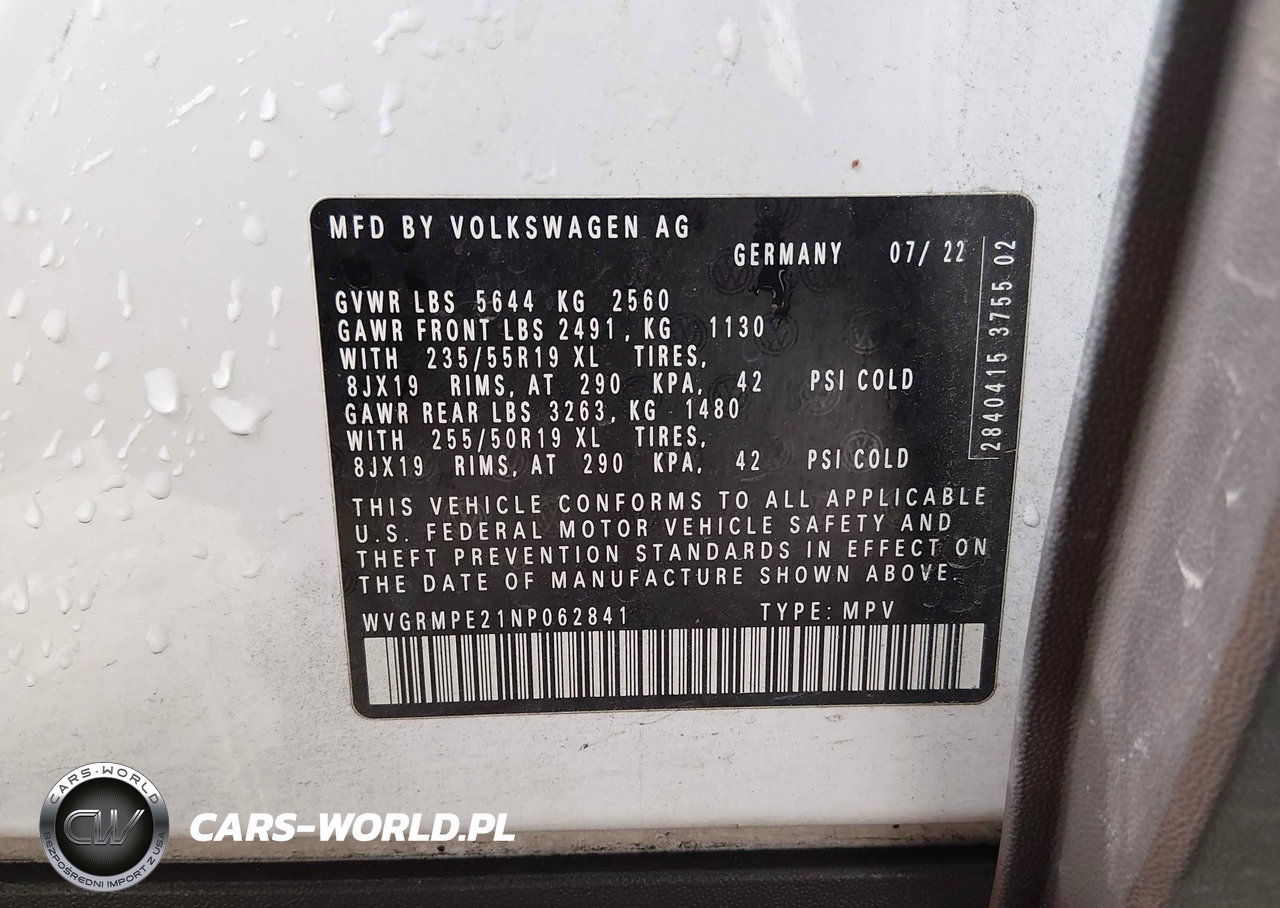 MFD BY VOLKSWAGEN AG
GERMANY 07/ 22
GVWR LBS 5644 KG 2560
GAWR FRONT LBS 2491, KG 1130
WITH 235/55R19 XL TIRES,
8JX19 RIMS, AT 290 KPA, 42 PSI COLD
GAWR REAR LBS 3263, KG 1480
WITH 255/50R19 XL TIRES,
8JX19 RIMS, AT 290 KPA, 42 PSI COLD
THIS VEHICLE CONFORMS TO ALL APPLICABLE
U.S. FEDERAL MOTOR VEHICLE SAFETY AND
THEFT PREVENTION STANDARDS IN EFFECT ON
THE DATE OF MANUFACTURE SHOWN ABOVE.
WVGRMPE21NP062841 TYPE: MPV
2840415 3755 02
CARS-WORLD
CW
BEZPOŚREDNI IMPORT Z USA
CARS-WORLD.PL